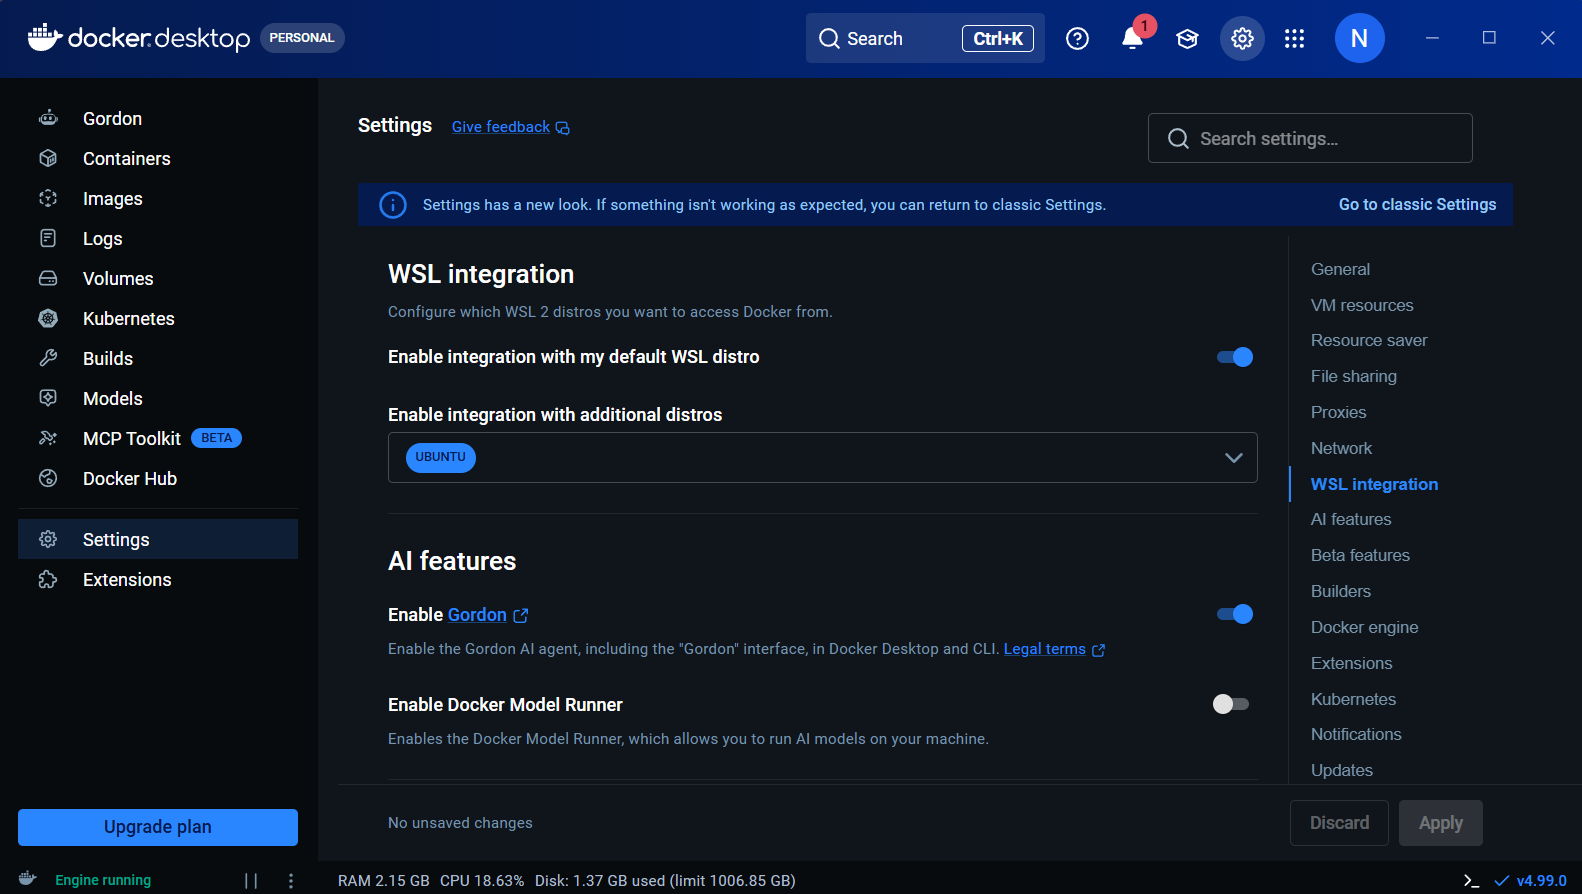 docker.desktop PERSONAL
Search Ctrl+K
1
N
Gordon
Containers
Images
Logs
Volumes
Kubernetes
Builds
Models
MCP Toolkit BETA
Docker Hub
Settings
Extensions
Upgrade plan
Settings Give feedback
Search settings...
Settings has a new look. If something isn't working as expected, you can return to classic Settings. Go to classic Settings
WSL integration
Configure which WSL 2 distros you want to access Docker from.
Enable integration with my default WSL distro
Enable integration with additional distros
UBUNTU
AI features
Enable Gordon
Enable the Gordon AI agent, including the "Gordon" interface, in Docker Desktop and CLI. Legal terms
Enable Docker Model Runner
Enables the Docker Model Runner, which allows you to run AI models on your machine.
General
VM resources
Resource saver
File sharing
Proxies
Network
WSL integration
AI features
Beta features
Builders
Docker engine
Extensions
Kubernetes
Notifications
Updates
No unsaved changes
Discard Apply
Engine running
RAM 2.15 GB CPU 18.63% Disk: 1.37 GB used (limit 1006.85 GB)
v4.99.0